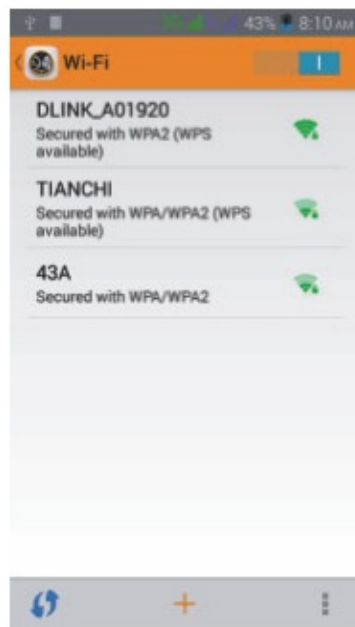 43% 8:10 AM
Wi-Fi
DLINK_A01920
Secured with WPA2 (WPS
available)
TIANCHI
Secured with WPA/WPA2 (WPS
available)
43A
Secured with WPA/WPA2